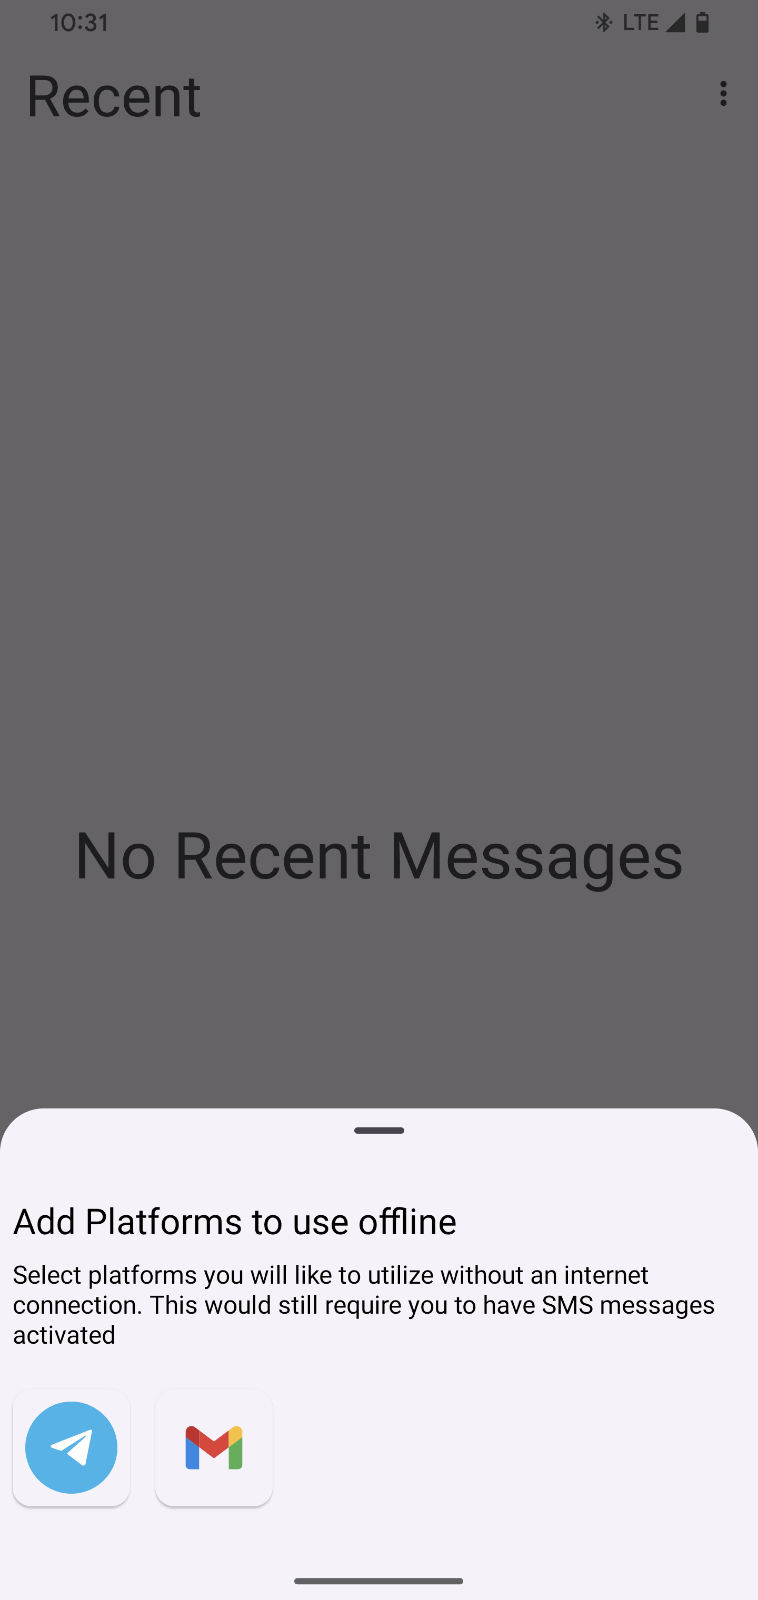 10:31
LTE
Recent
No Recent Messages
Add Platforms to use offline
Select platforms you will like to utilize without an internet
connection. This would still require you to have SMS messages
activated